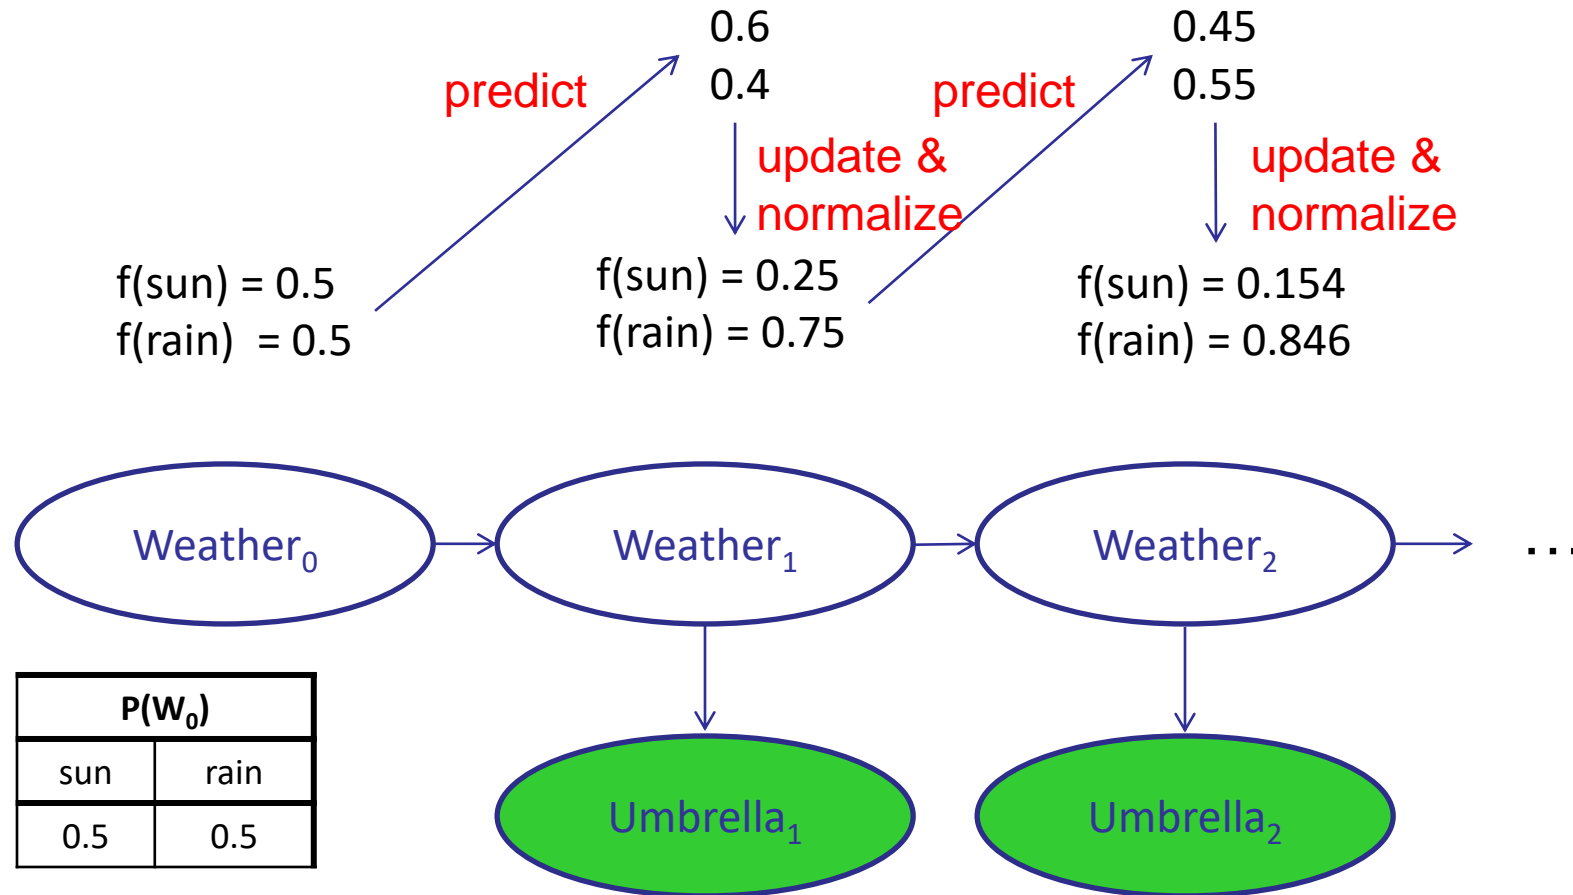 0.6
0.4
0.45
0.55
predict
predict
update &
normalize
update &
normalize
f(sun) = 0.5
f(rain) = 0.5
f(sun) = 0.25
f(rain) = 0.75
f(sun) = 0.154
f(rain) = 0.846
Weather₀
Weather₁
Weather₂
...
P(W₀)
sun rain
0.5 0.5
Umbrella₁
Umbrella₂